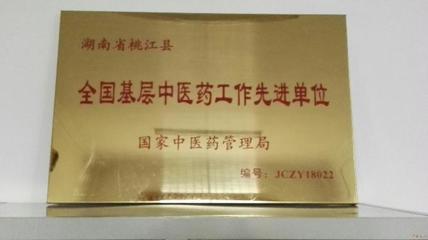 湖南省桃江县
全国基层中医药工作先进单位
国家中医药管理局
编号：JCZY18022